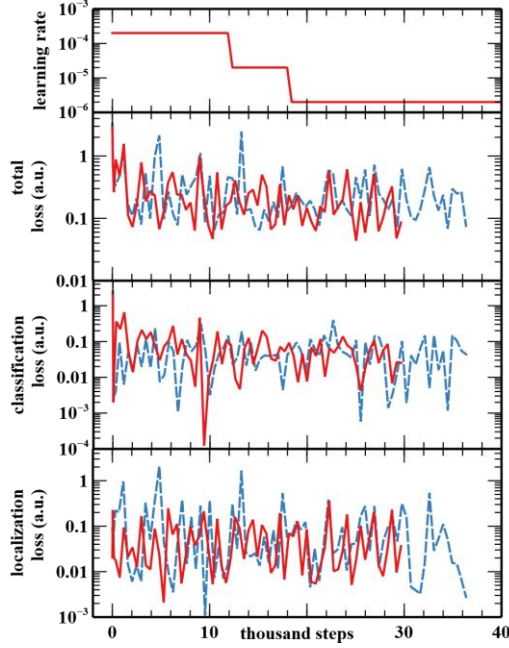 learning rate
10⁻³
10⁻⁴
10⁻⁵
10⁻⁶
total
loss (a.u.)
1
0.1
0.01
classification
loss (a.u.)
1
0.1
0.01
10⁻³
10⁻⁴
localization
loss (a.u.)
1
0.1
0.01
10⁻³
0
10
thousand steps
30
40